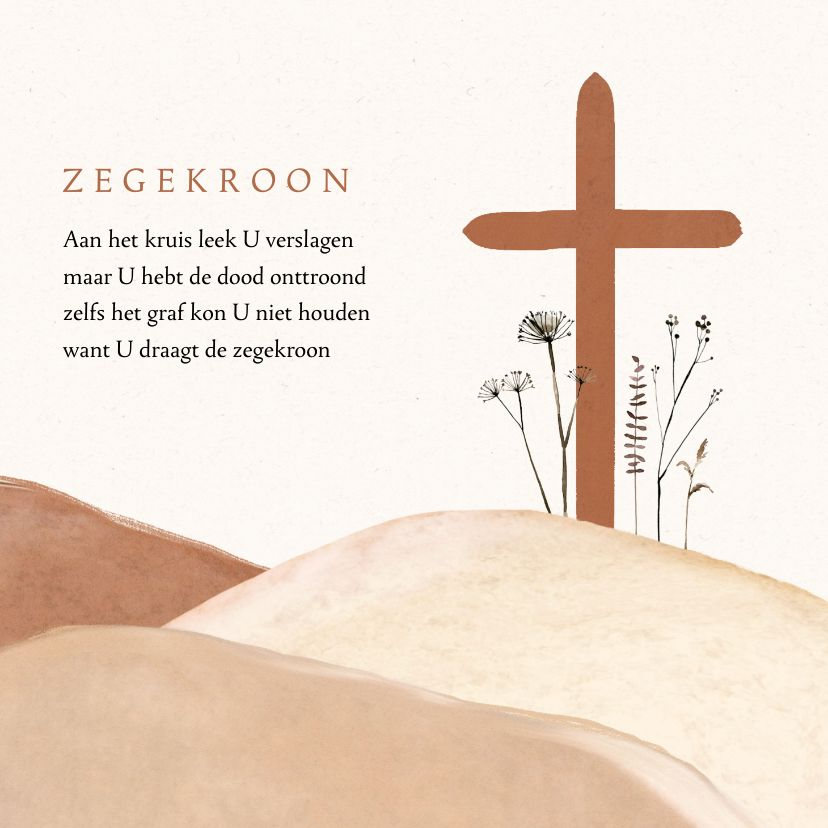 ZEGEKROON
Aan het kruis leek U verslagen
maar U hebt de dood onttroond
zelfs het graf kon U niet houden
want U draagt de zegekroon